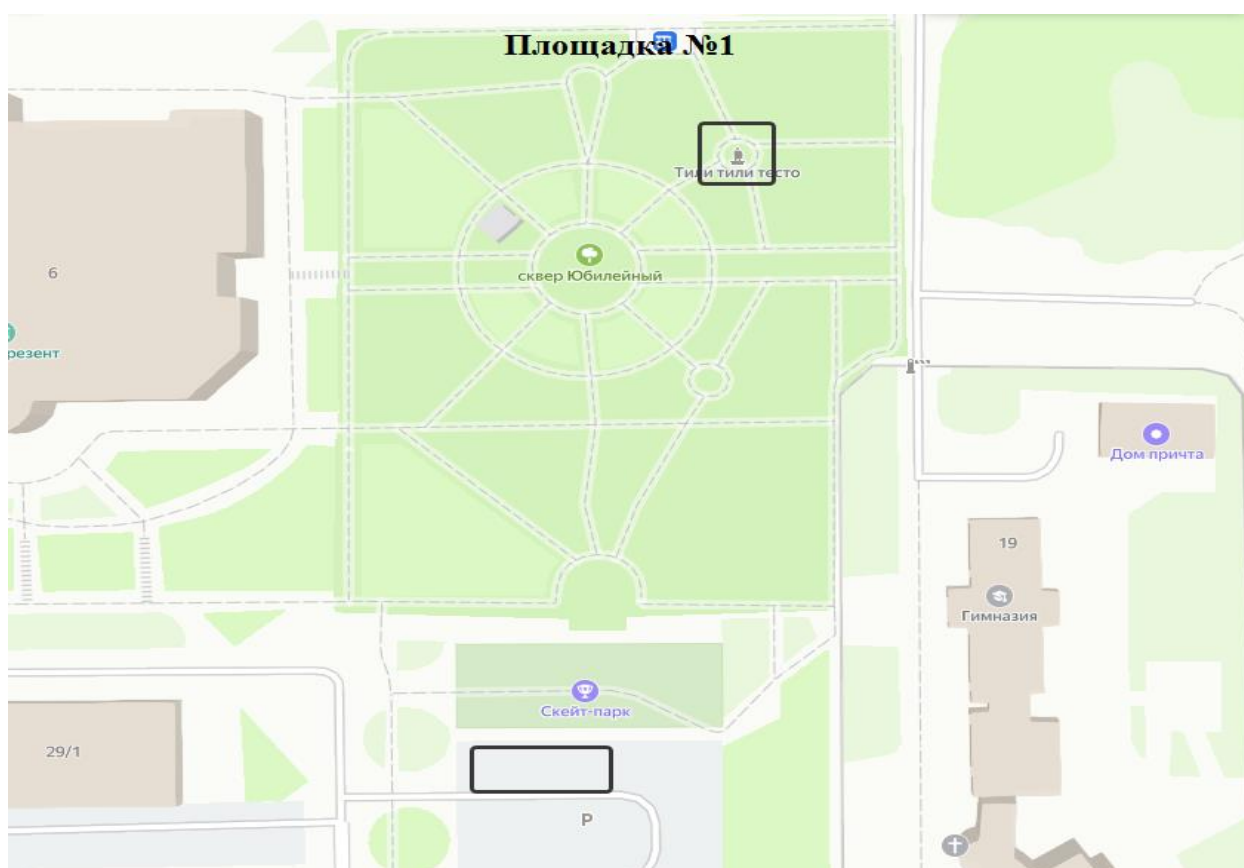 Площадка №1
Тили тили тесто
6
сквер Юбилейный
резент
Дом причта
19
Гимназия
Скейт-парк
29/1
P